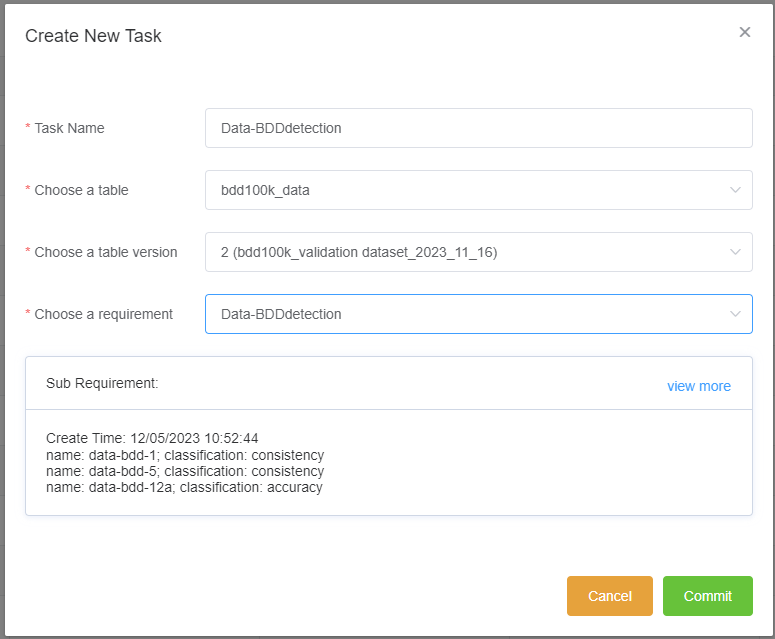 Create New Task
* Task Name
Data-BDDdetection
* Choose a table
bdd100k_data
* Choose a table version
2 (bdd100k_validation dataset_2023_11_16)
* Choose a requirement
Data-BDDdetection
Sub Requirement:
view more
Create Time: 12/05/2023 10:52:44
name: data-bdd-1; classification: consistency
name: data-bdd-5; classification: consistency
name: data-bdd-12a; classification: accuracy
Cancel
Commit